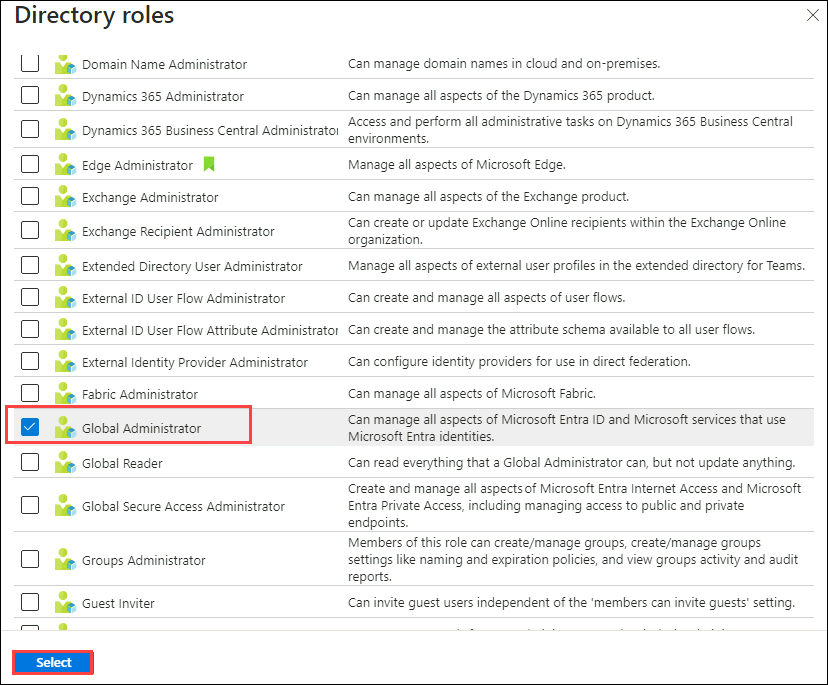 Directory roles
Domain Name Administrator
Can manage domain names in cloud and on-premises.
Dynamics 365 Administrator
Can manage all aspects of the Dynamics 365 product.
Dynamics 365 Business Central Administrator
Access and perform all administrative tasks on Dynamics 365 Business Central
environments.
Edge Administrator
Manage all aspects of Microsoft Edge.
Exchange Administrator
Can manage all aspects of the Exchange product.
Exchange Recipient Administrator
Can create or update Exchange Online recipients within the Exchange Online
organization.
Extended Directory User Administrator
Manage all aspects of external user profiles in the extended directory for Teams.
External ID User Flow Administrator
Can create and manage all aspects of user flows.
External ID User Flow Attribute Administrator
Can create and manage the attribute schema available to all user flows.
External Identity Provider Administrator
Can configure identity providers for use in direct federation.
Fabric Administrator
Can manage all aspects of Microsoft Fabric.
Global Administrator
Can manage all aspects of Microsoft Entra ID and Microsoft services that use
Microsoft Entra identities.
Global Reader
Can read everything that a Global Administrator can, but not update anything.
Global Secure Access Administrator
Create and manage all aspects of Microsoft Entra Internet Access and Microsoft
Entra Private Access, including managing access to public and private
endpoints.
Groups Administrator
Members of this role can create/manage groups, create/manage groups
settings like naming and expiration policies, and view groups activity and audit
reports.
Guest Inviter
Can invite guest users independent of the 'members can invite guests' setting.
Select